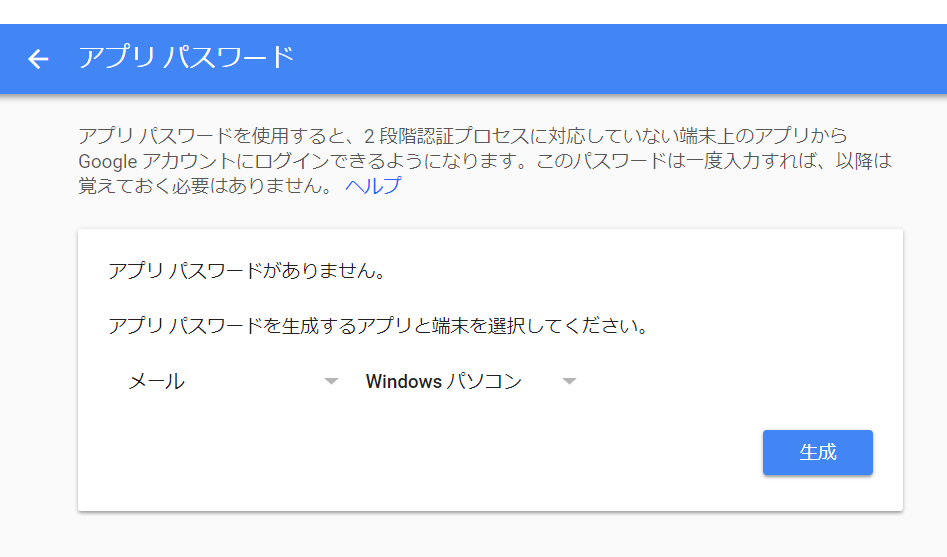 アプリ パスワード
アプリ パスワードを使用すると、2 段階認証プロセスに対応していない端末上のアプリから
Google アカウントにログインできるようになります。このパスワードは一度入力すれば、以降は
覚えておく必要はありません。 ヘルプ
アプリ パスワードがありません。
アプリ パスワードを生成するアプリと端末を選択してください。
メール Windows パソコン
生成